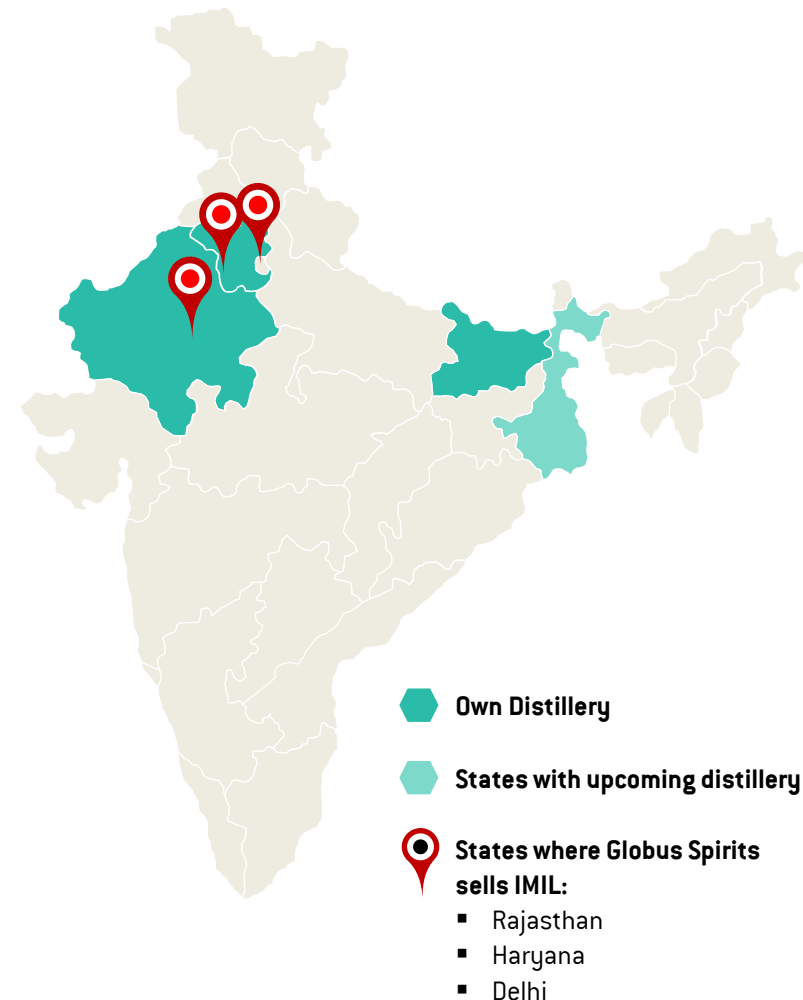 Own Distillery
States with upcoming distillery
States where Globus Spirits
sells IMIL:
▪ Rajasthan
▪ Haryana
▪ Delhi